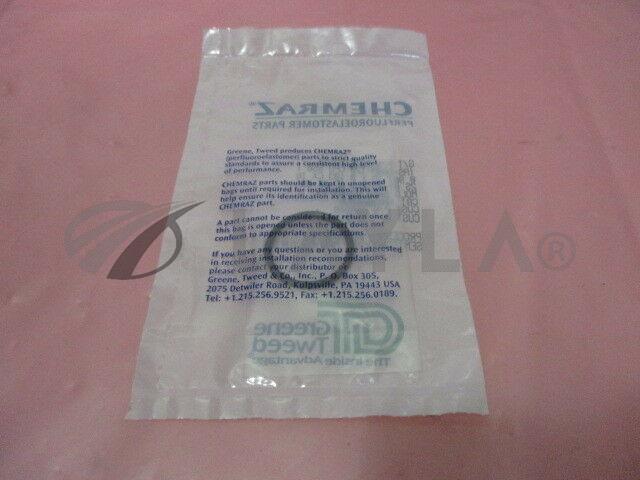 CHEMRAZ®
PERFLUOROELASTOMER PARTS
Greene, Tweed produces CHEMRAZ®
(perfluoroelastomer) parts to strict quality
standards to assure a consistent high level
of performance.
CHEMRAZ parts should be kept in unopened
bags until required for installation. This will
help ensure its identification as a genuine
CHEMRAZ part.
A part cannot be considered for return once
this bag is opened unless the part does not
conform to appropriate specifications.
If you have any questions or you are interested
in receiving installation recommendations,
please contact our distributor or
Greene, Tweed & Co., Inc., P. O. Box 305,
2075 Detwiler Road, Kulpsville, PA 19443 USA
Tel: +1.215.256.9521, Fax: +1.215.256.0189.
Greene
Tweed
The Inside Advantage